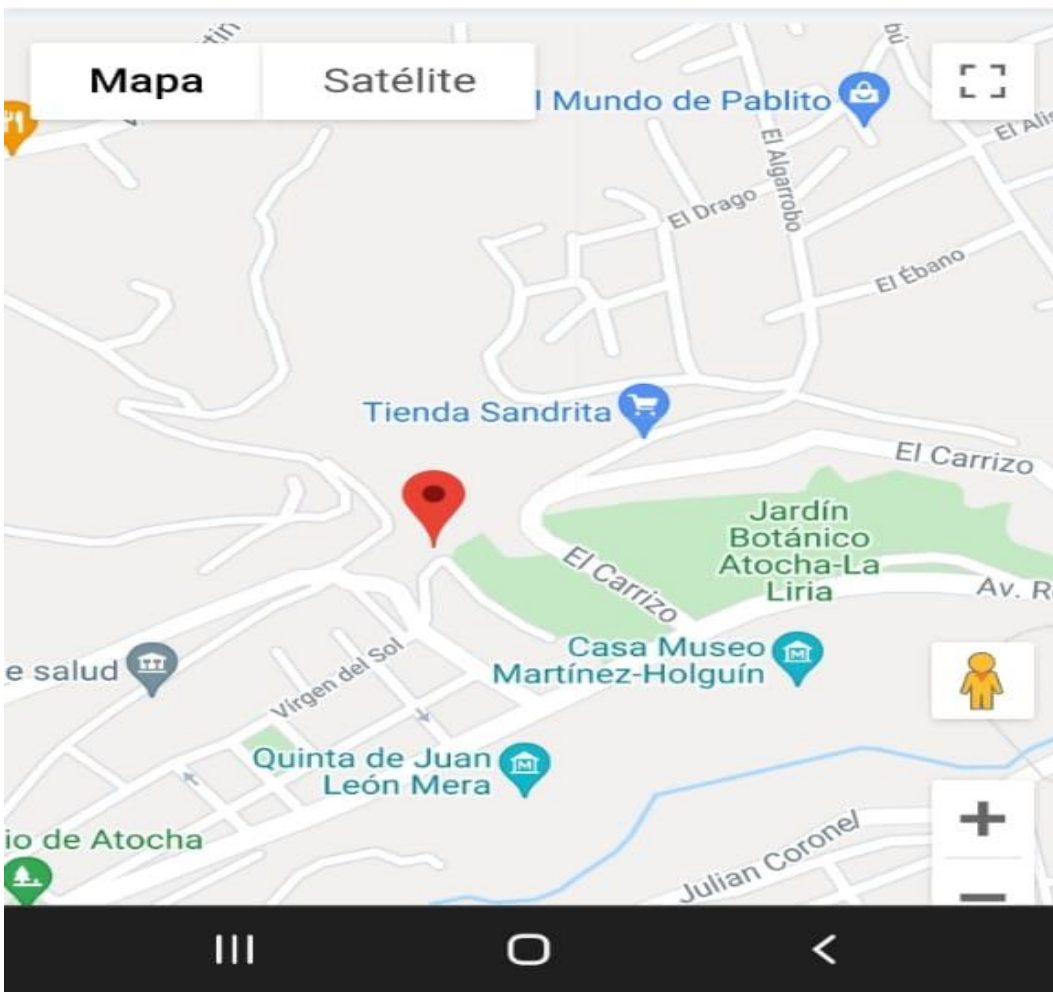 Mapa
Satélite
l Mundo de Pablito
El Algarrobo
El Drago
El Ébano
Tienda Sandrita
El Carrizo
Jardín
Botánico
Atocha-La
Liria
El Carrizo
Av. R
Casa Museo
Martínez-Holguín
e salud
Virgen del Sol
Quinta de Juan
León Mera
io de Atocha
Julian Coronel